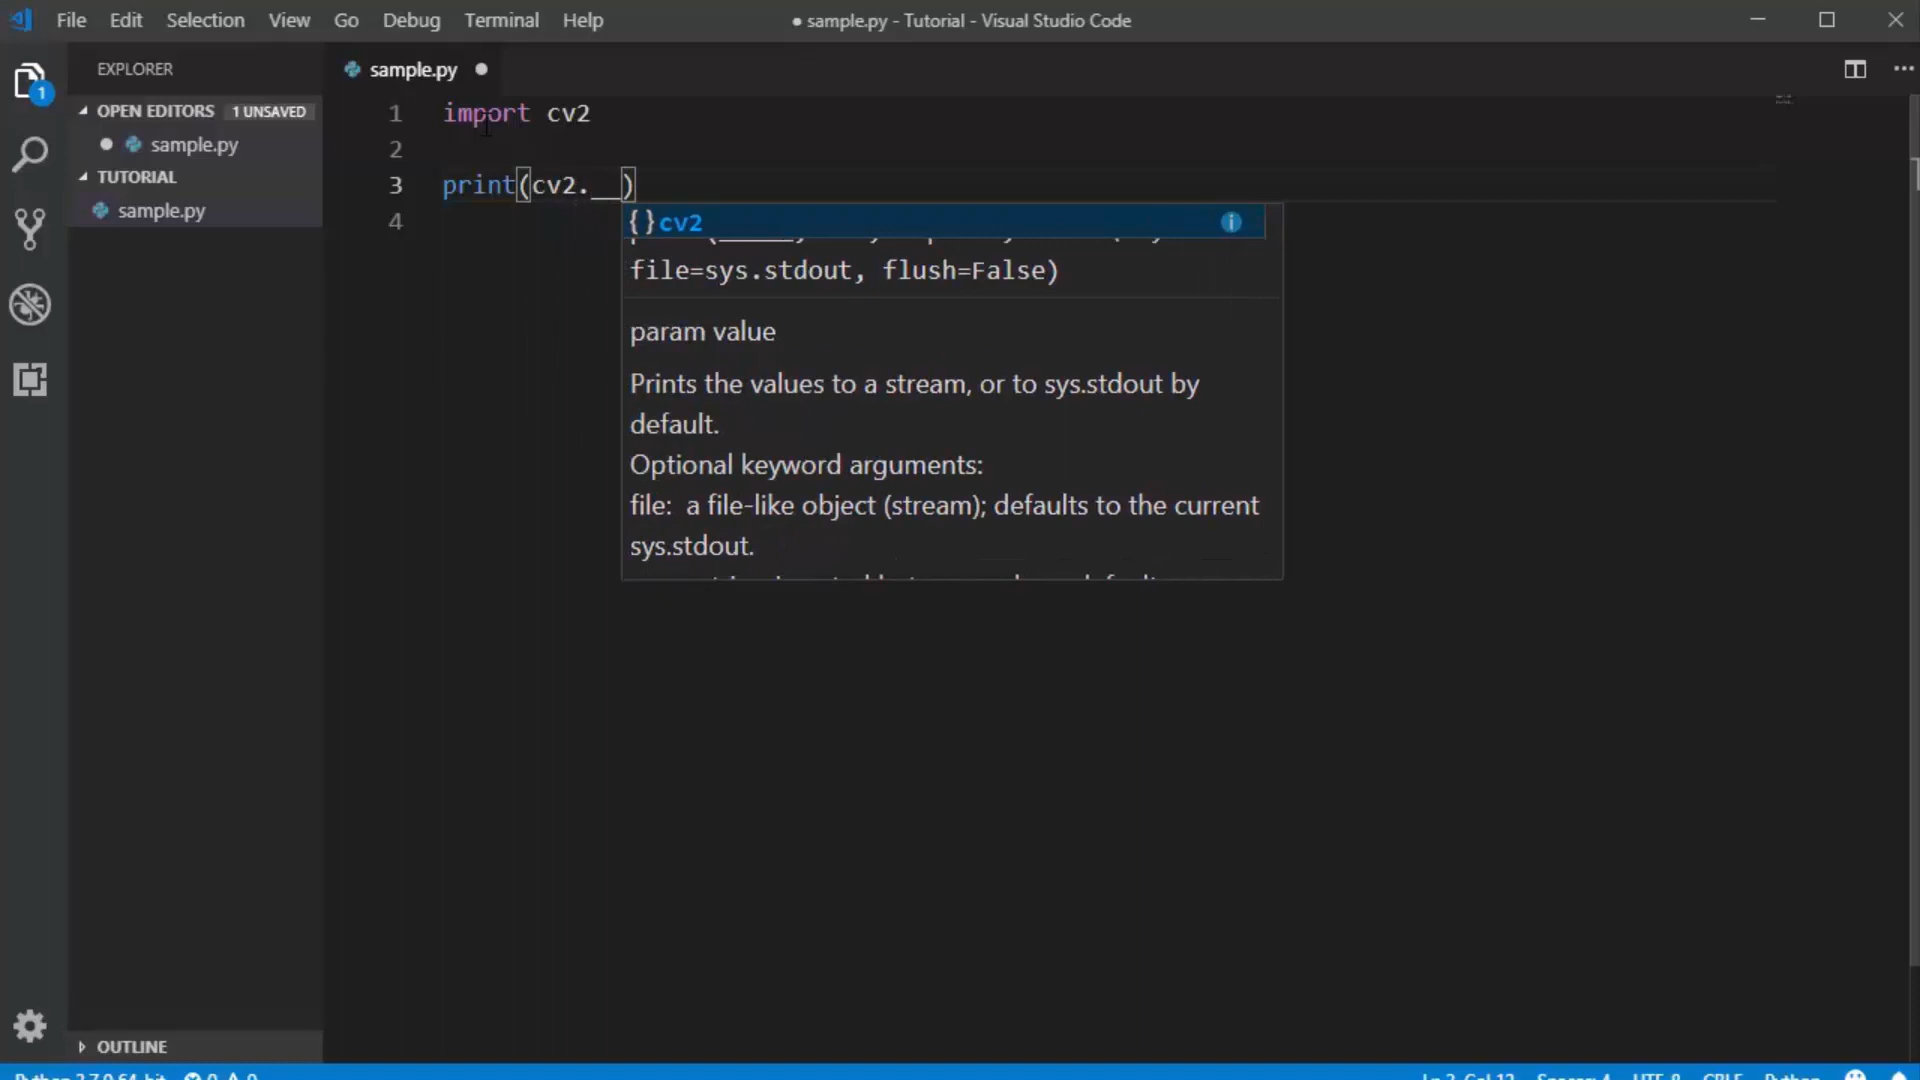 File Edit Selection View Go Debug Terminal Help
● sample.py - Tutorial - Visual Studio Code
EXPLORER
OPEN EDITORS 1 UNSAVED
sample.py
TUTORIAL
sample.py
OUTLINE
1
sample.py
1 import cv2
2
3 print(cv2.__)
4
{} cv2
file=sys.stdout, flush=False)
param value
Prints the values to a stream, or to sys.stdout by
default.
Optional keyword arguments:
file: a file-like object (stream); defaults to the current
sys.stdout.